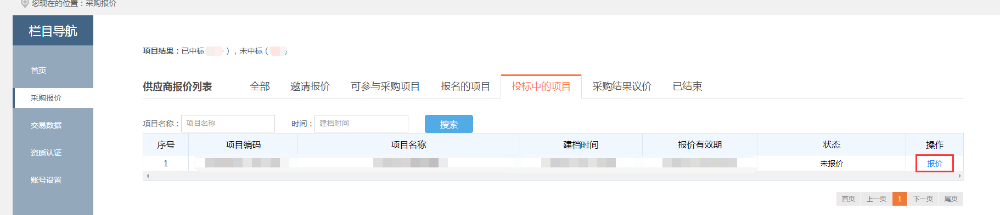 您现在的位置：采购报价
栏目导航
首页
采购报价
交易数据
资质认证
账号设置
项目结果：已中标 ），未中标（
供应商报价列表 全部 邀请报价 可参与采购项目 报名的项目 投标中的项目 采购结果议价 已结束
项目名称： 项目名称 时间： 建档时间 搜索
序号 项目编码 项目名称 建档时间 报价有效期 状态 操作
1 未报价 报价
首页 上一页 1 下一页 尾页